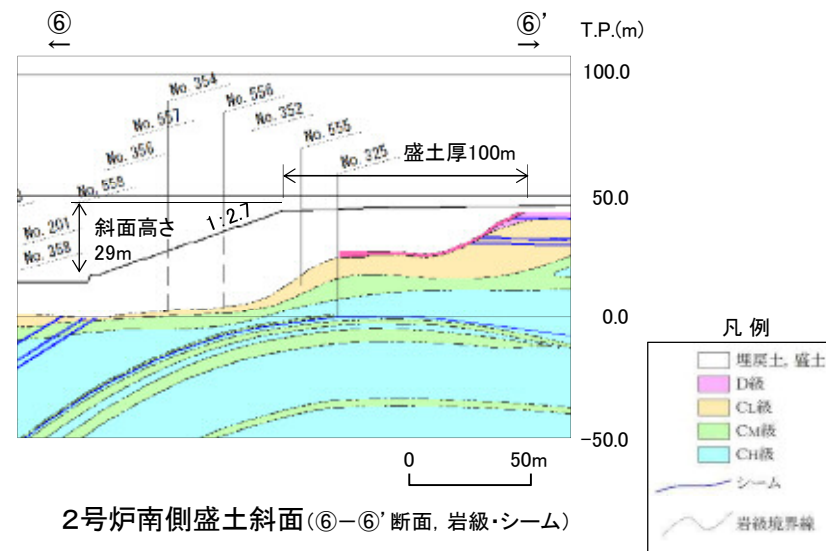 ⑥
⑥’
T.P.(m)
←
→
100.0
No. 354
No. 556
No. 557
No. 352
No. 356
No. 555
No. 325
盛土厚100m
No. 558
50.0
No. 201
斜面高さ
29m
1：2.7
No. 358
0.0
凡 例
埋戻土, 盛土
D級
CL級
CM級
CH級
シーム
岩級境界線
-50.0
0 50m
2号炉南側盛土斜面(⑥－⑥’断面, 岩級・シーム)